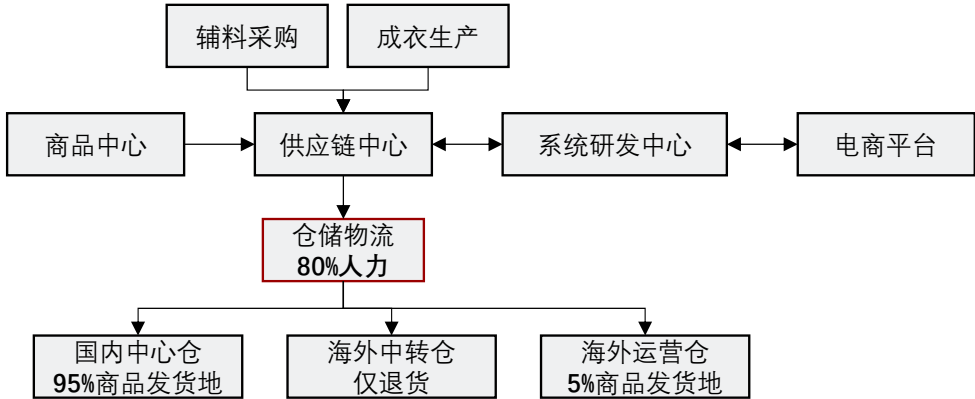 辅料采购
成衣生产
商品中心
供应链中心
系统研发中心
电商平台
仓储物流
80%人力
国内中心仓
95%商品发货地
海外中转仓
仅退货
海外运营仓
5%商品发货地